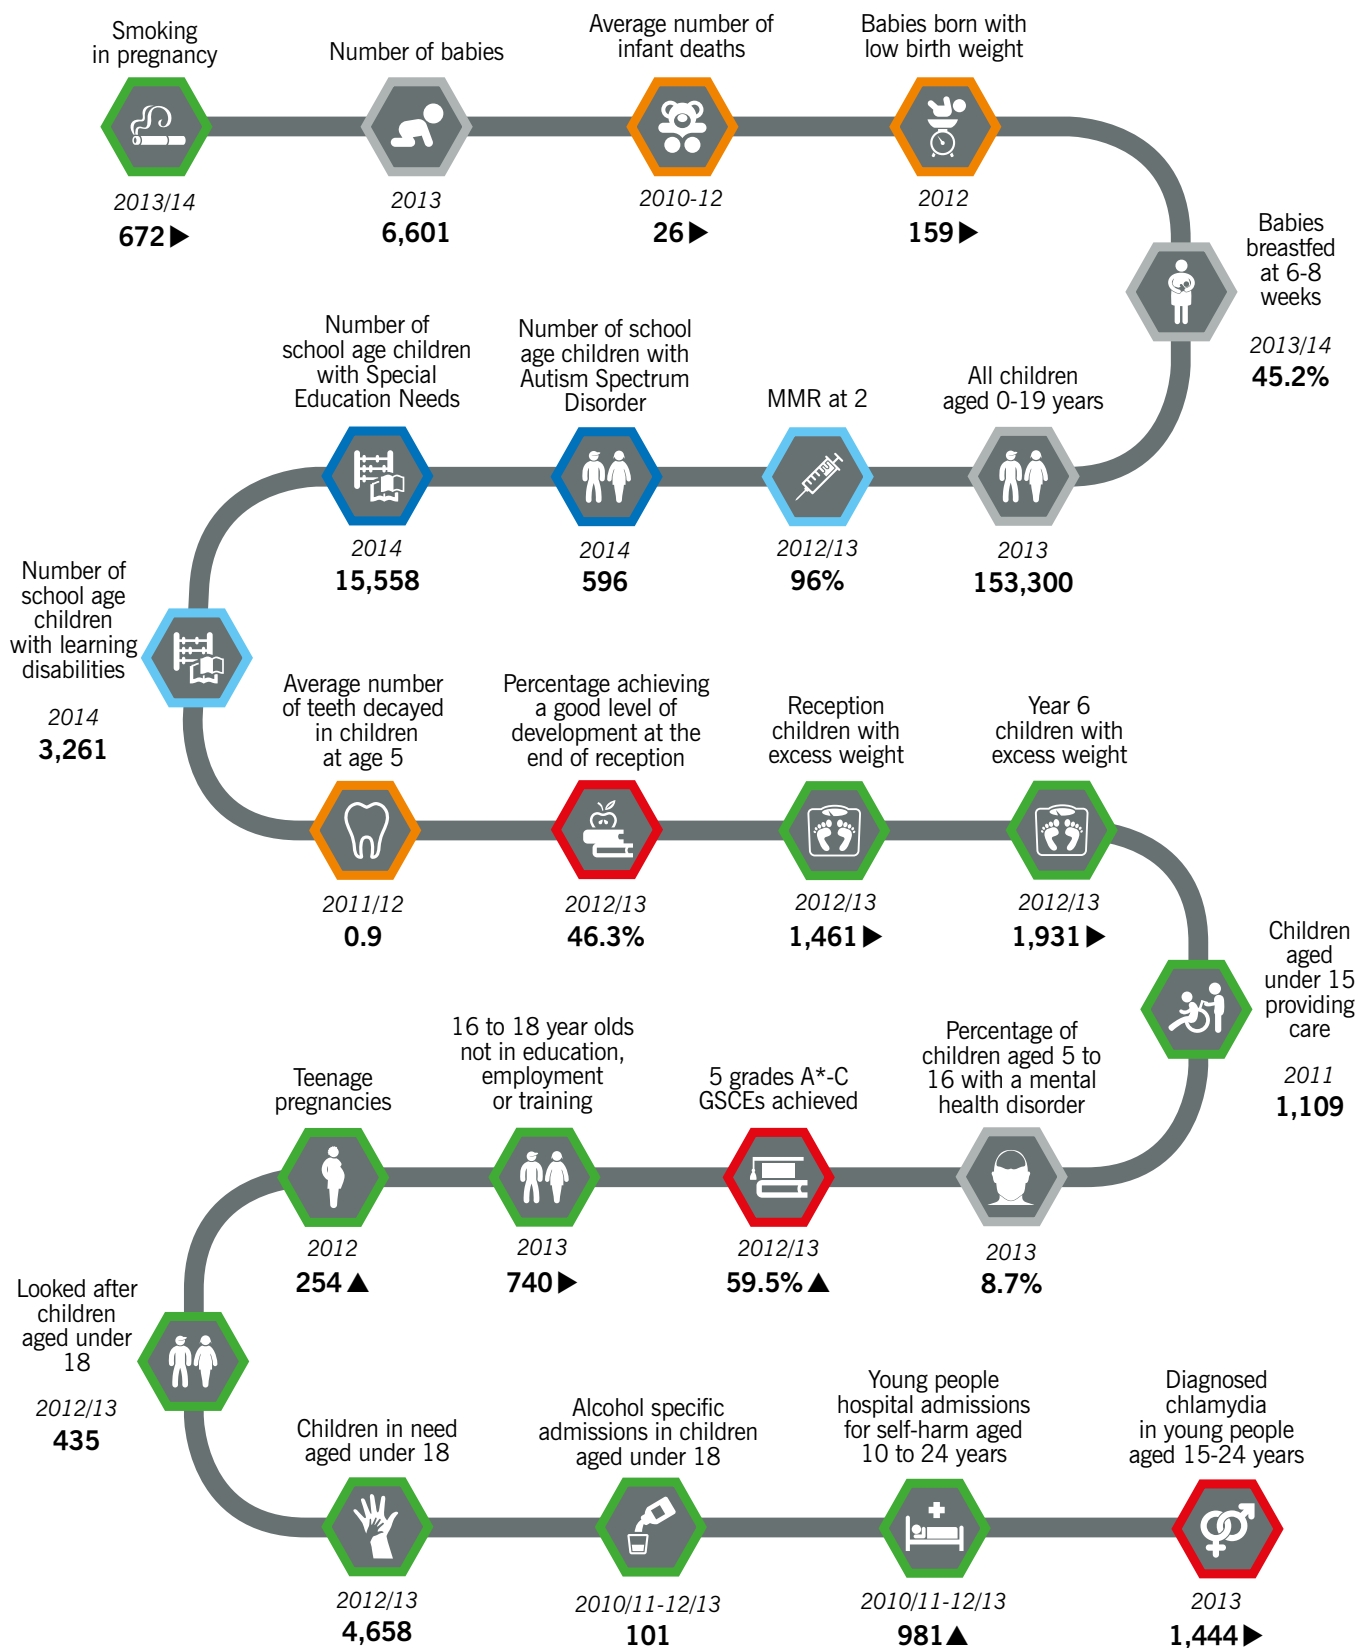 Smoking
in pregnancy
2013/14
672 ▶
Number of babies
2013
6,601
Average number of
infant deaths
2010-12
26 ▶
Babies born with
low birth weight
2012
159 ▶
Babies
breastfed
at 6-8
weeks
2013/14
45.2%
All children
aged 0-19 years
2013
153,300
MMR at 2
2012/13
96%
Number of school
age children with
Autism Spectrum
Disorder
2014
596
Number of
school age children
with Special
Education Needs
2014
15,558
Number of
school age
children
with learning
disabilities
2014
3,261
Average number
of teeth decayed
in children
at age 5
2011/12
0.9
Percentage achieving
a good level of
development at the
end of reception
2012/13
46.3%
Reception
children with
excess weight
2012/13
1,461 ▶
Year 6
children with
excess weight
2012/13
1,931 ▶
Children
aged
under 15
providing
care
2011
1,109
Percentage of
children aged 5 to
16 with a mental
health disorder
2013
8.7%
5 grades A*-C
GSCEs achieved
2012/13
59.5% ▲
16 to 18 year olds
not in education,
employment
or training
2013
740 ▶
Teenage
pregnancies
2012
254 ▲
Looked after
children
aged under
18
2012/13
435
Children in need
aged under 18
2012/13
4,658
Alcohol specific
admissions in children
aged under 18
2010/11-12/13
101
Young people
hospital admissions
for self-harm aged
10 to 24 years
2010/11-12/13
981 ▲
Diagnosed
chlamydia
in young people
aged 15-24 years
2013
1,444 ▶